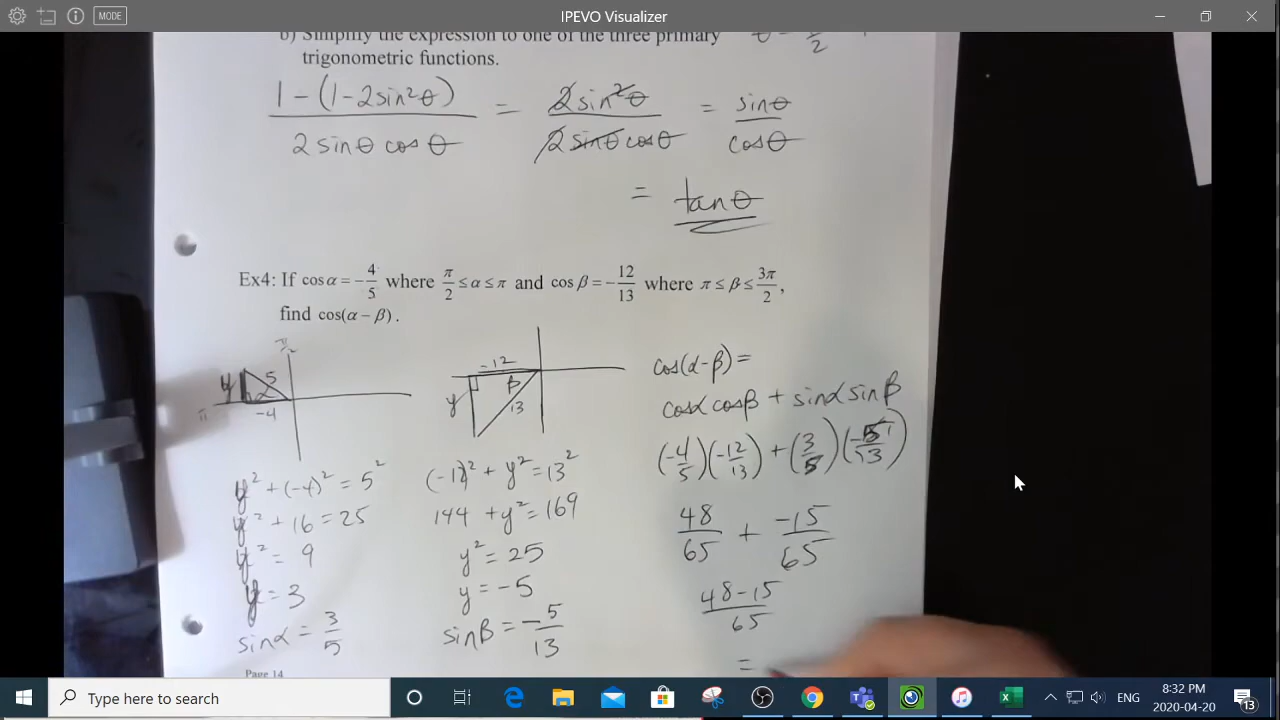 IPEVO Visualizer
MODE
b) Simplify the expression to one of the three primary
trigonometric functions.
1 - (1 - 2sin²θ) / 2 sinθ cosθ = 2sin²θ / 2 sinθ cosθ = sinθ / cosθ
= tanθ
Ex4: If cos α = -4/5 where π/2 ≤ α ≤ π and cos β = -12/13 where π ≤ β ≤ 3π/2,
find cos(α − β).
π/2
π
y
5
α
-4
-12
β
y
13
y² + (-4)² = 5²
y² + 16 = 25
y² = 9
y = 3
sinα = 3/5
(-12)² + y² = 13²
144 + y² = 169
y² = 25
y = -5
sinβ = -5/13
cos(α-β) =
cosα cosβ + sinα sinβ
(-4/5)(-12/13) + (3/5)(-5/13)
48/65 + -15/65
48-15/65
=
Page 14
Type here to search
ENG
8:32 PM
2020-04-20
13